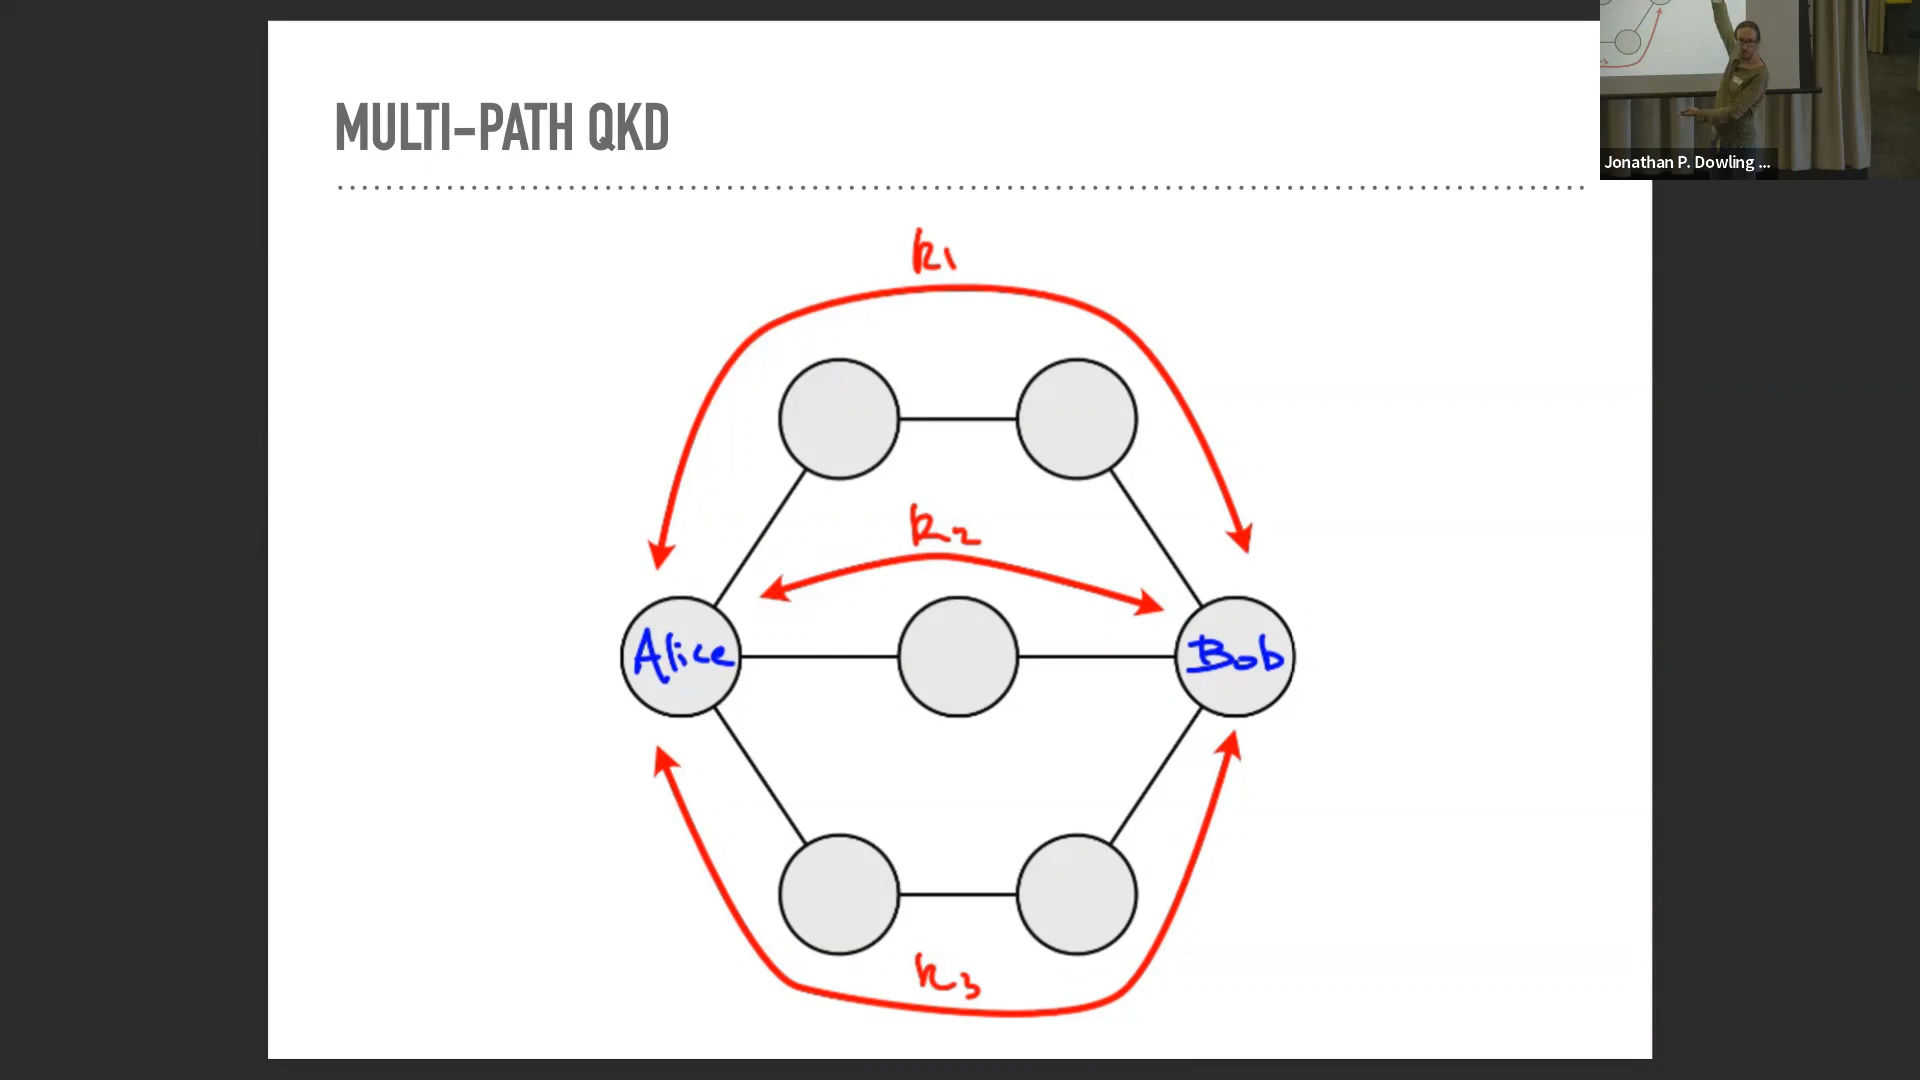 MULTI-PATH QKD
Jonathan P. Dowling ...
k1
k2
Alice
Bob
k3